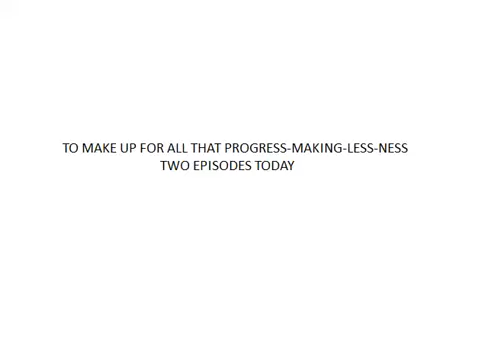 TO MAKE UP FOR ALL THAT PROGRESS-MAKING-LESS-NESS
TWO EPISODES TODAY